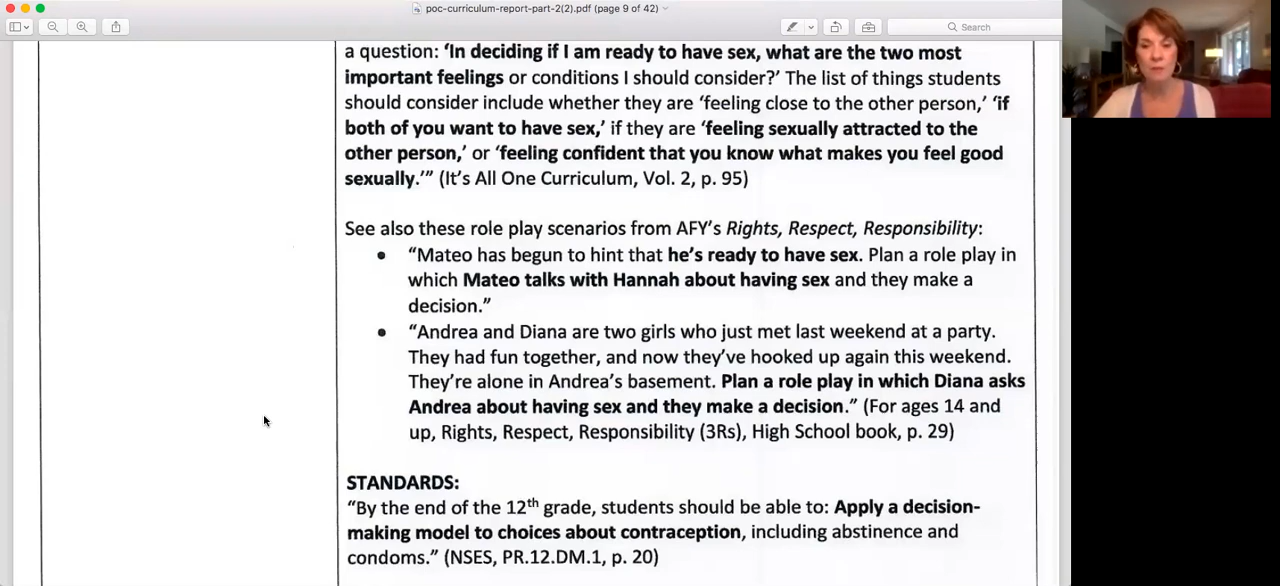 poc-curriculum-report-part-2(2).pdf (page 9 of 42)
Search
a question: ‘In deciding if I am ready to have sex, what are the two most
important feelings or conditions I should consider?’ The list of things students
should consider include whether they are ‘feeling close to the other person,’ ‘if
both of you want to have sex,’ if they are ‘feeling sexually attracted to the
other person,’ or ‘feeling confident that you know what makes you feel good
sexually.’” (It’s All One Curriculum, Vol. 2, p. 95)
See also these role play scenarios from AFY’s Rights, Respect, Responsibility:
• “Mateo has begun to hint that he’s ready to have sex. Plan a role play in
which Mateo talks with Hannah about having sex and they make a
decision.”
• “Andrea and Diana are two girls who just met last weekend at a party.
They had fun together, and now they’ve hooked up again this weekend.
They’re alone in Andrea’s basement. Plan a role play in which Diana asks
Andrea about having sex and they make a decision.” (For ages 14 and
up, Rights, Respect, Responsibility (3Rs), High School book, p. 29)
STANDARDS:
“By the end of the 12th grade, students should be able to: Apply a decision-
making model to choices about contraception, including abstinence and
condoms.” (NSES, PR.12.DM.1, p. 20)